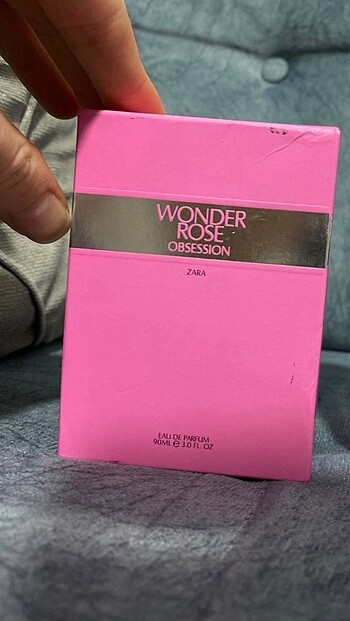 WONDER
ROSE
OBSESSION
ZARA
EAU DE PARFUM
90ML ℮ 3.0 FL. OZ